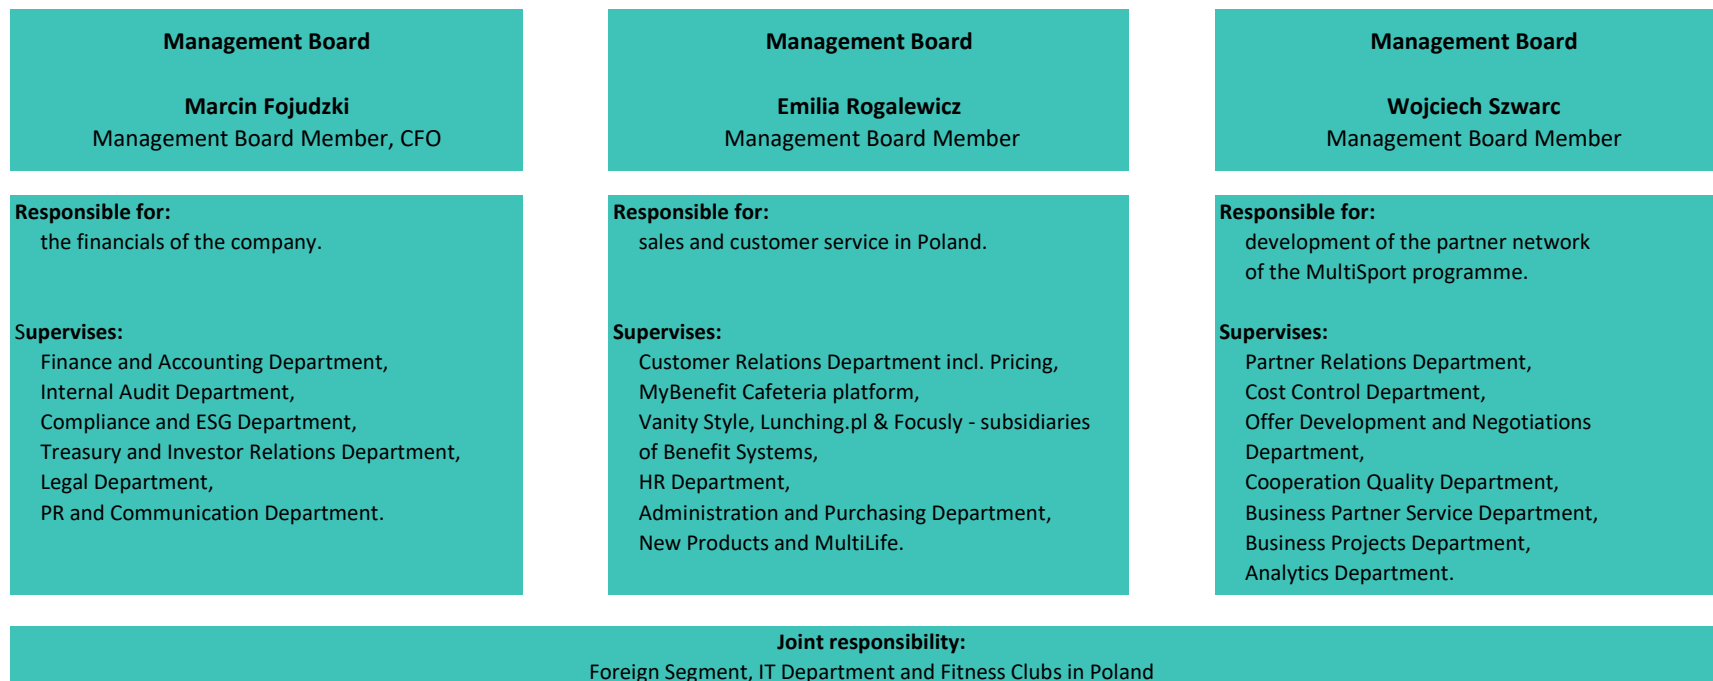 Management Board
Marcin Fojudzki
Management Board Member, CFO
Responsible for:
the financials of the company.
Supervises:
Finance and Accounting Department,
Internal Audit Department,
Compliance and ESG Department,
Treasury and Investor Relations Department,
Legal Department,
PR and Communication Department.
Management Board
Emilia Rogalewicz
Management Board Member
Responsible for:
sales and customer service in Poland.
Supervises:
Customer Relations Department incl. Pricing,
MyBenefit Cafeteria platform,
Vanity Style, Lunching.pl & Focusly - subsidiaries
of Benefit Systems,
HR Department,
Administration and Purchasing Department,
New Products and MultiLife.
Management Board
Wojciech Szwarc
Management Board Member
Responsible for:
development of the partner network
of the MultiSport programme.
Supervises:
Partner Relations Department,
Cost Control Department,
Offer Development and Negotiations
Department,
Cooperation Quality Department,
Business Partner Service Department,
Business Projects Department,
Analytics Department.
Joint responsibility:
Foreign Segment, IT Department and Fitness Clubs in Poland